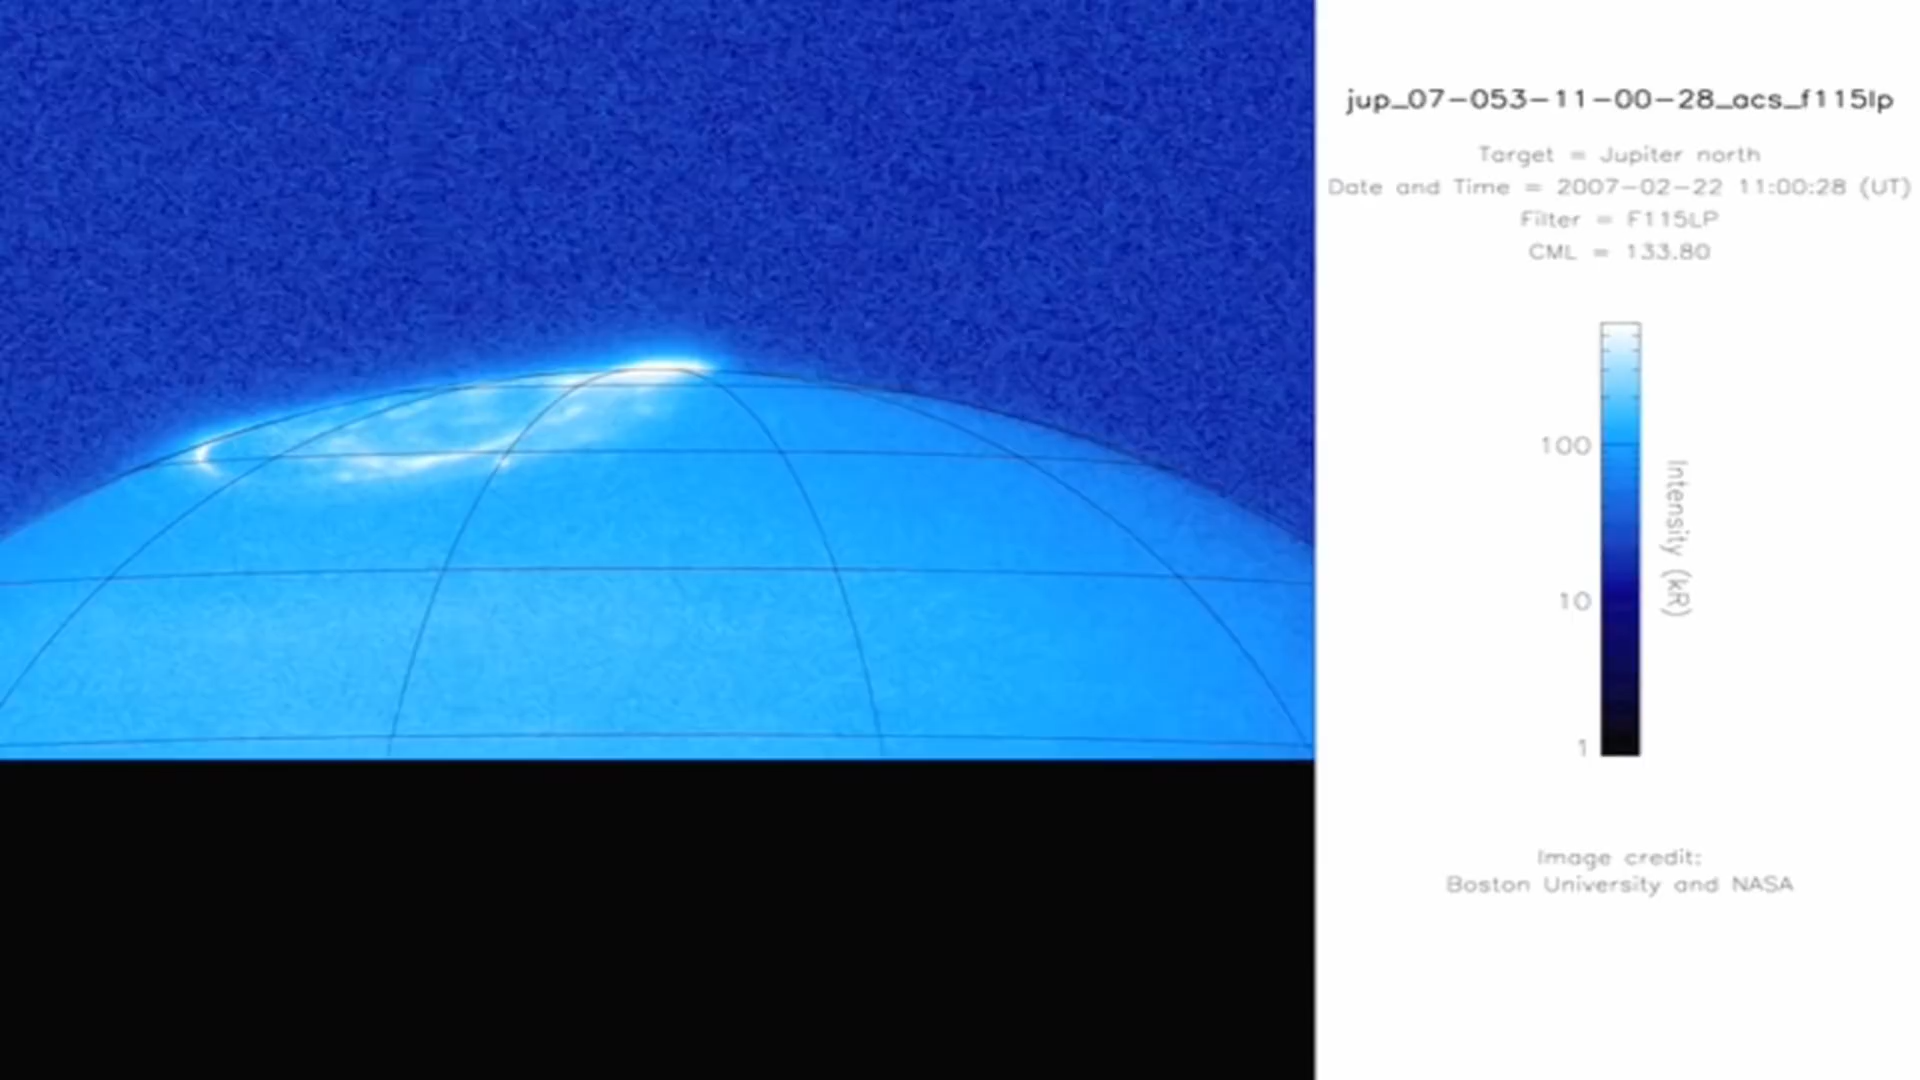 jup_07-053-11-00-28_acs_f115lp
Target = Jupiter north
Date and Time = 2007-02-22 11:00:28 (UT)
Filter = F115LP
CML = 133.80
100
10
1
Intensity (kR)
Image credit:
Boston University and NASA